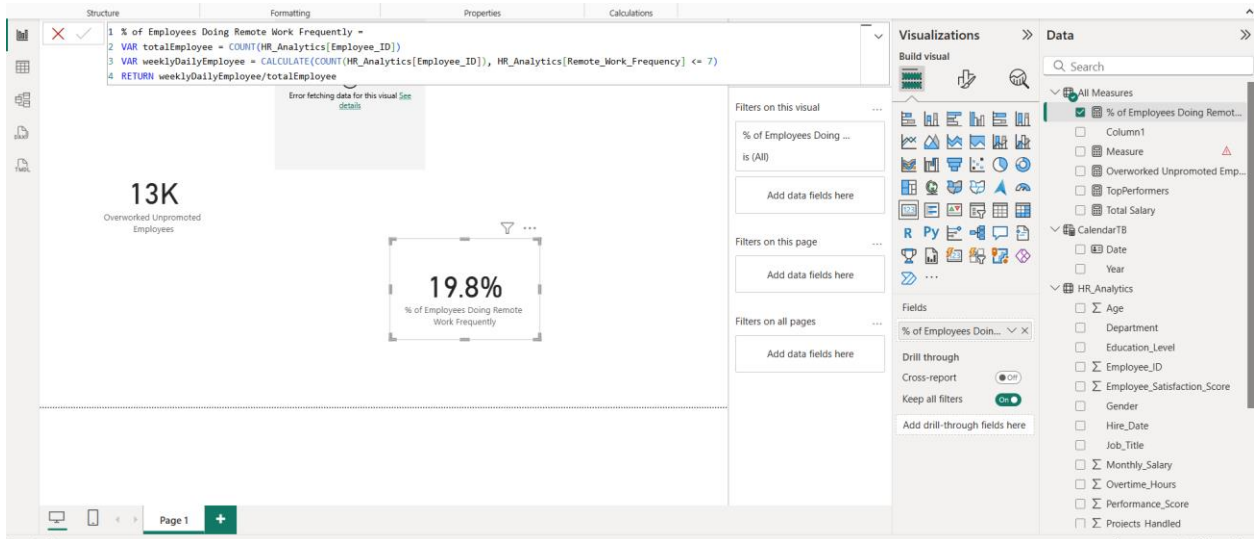 Structure
Formatting
Properties
Calculations
1 % of Employees Doing Remote Work Frequently =
2 VAR totalEmployee = COUNT(HR_Analytics[Employee_ID])
3 VAR weeklyDailyEmployee = CALCULATE(COUNT(HR_Analytics[Employee_ID]), HR_Analytics[Remote_Work_Frequency] <= 7)
4 RETURN weeklyDailyEmployee/totalEmployee
Error fetching data for this visual See
details
13K
Overworked Unpromoted
Employees
19.8%
% of Employees Doing Remote
Work Frequently
Page 1
Filters on this visual
% of Employees Doing ...
is (All)
Add data fields here
Filters on this page
Add data fields here
Filters on all pages
Add data fields here
Visualizations
Build visual
123
R Py
Fields
% of Employees Doin...
Drill through
Cross-report
Off
Keep all filters
On
Add drill-through fields here
Data
Search
All Measures
% of Employees Doing Remot...
Column1
Measure
Overworked Unpromoted Emp...
TopPerformers
Total Salary
CalendarTB
Date
Year
HR_Analytics
Age
Department
Education_Level
Employee_ID
Employee_Satisfaction_Score
Gender
Hire_Date
Job_Title
Monthly_Salary
Overtime_Hours
Performance_Score
Projects_Handled